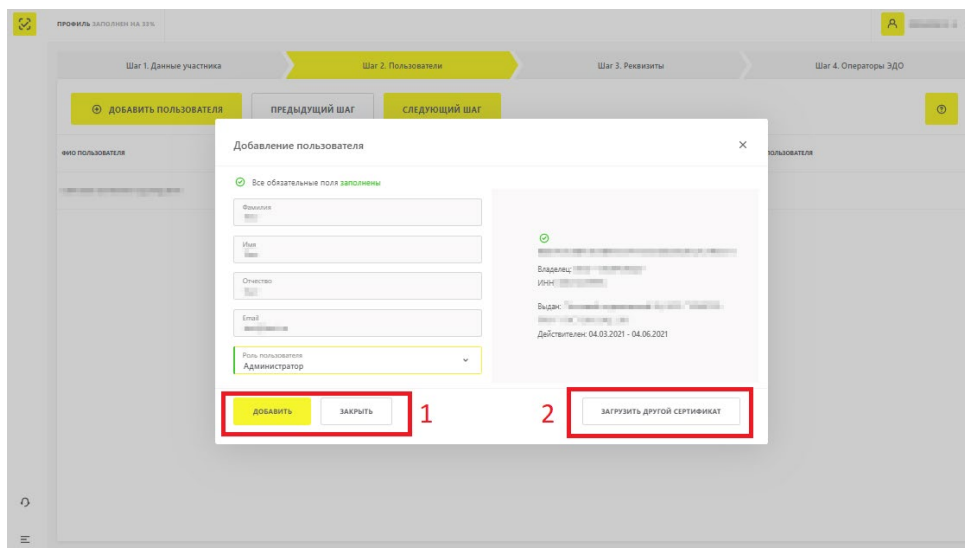 ПРОФИЛЬ ЗАПОЛНЕН НА 33%
Шаг 1. Данные участника
Шаг 2. Пользователи
Шаг 3. Реквизиты
Шаг 4. Операторы ЭДО
ДОБАВИТЬ ПОЛЬЗОВАТЕЛЯ
ПРЕДЫДУЩИЙ ШАГ
СЛЕДУЮЩИЙ ШАГ
ФИО ПОЛЬЗОВАТЕЛЯ
ПОЛЬЗОВАТЕЛЯ
Добавление пользователя
Все обязательные поля заполнены
Фамилия
Имя
Отчество
Email
Роль пользователя
Администратор
Владелец:
ИНН:
Выдан:
Действителен: 04.03.2021 - 04.06.2021
ДОБАВИТЬ
ЗАКРЫТЬ
1
2
ЗАГРУЗИТЬ ДРУГОЙ СЕРТИФИКАТ